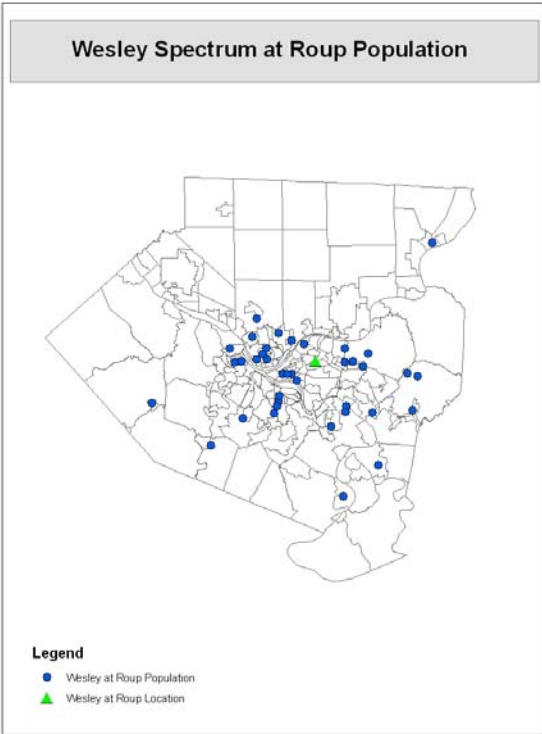 Wesley Spectrum at Roup Population
Legend
Wesley at Roup Population
Wesley at Roup Location